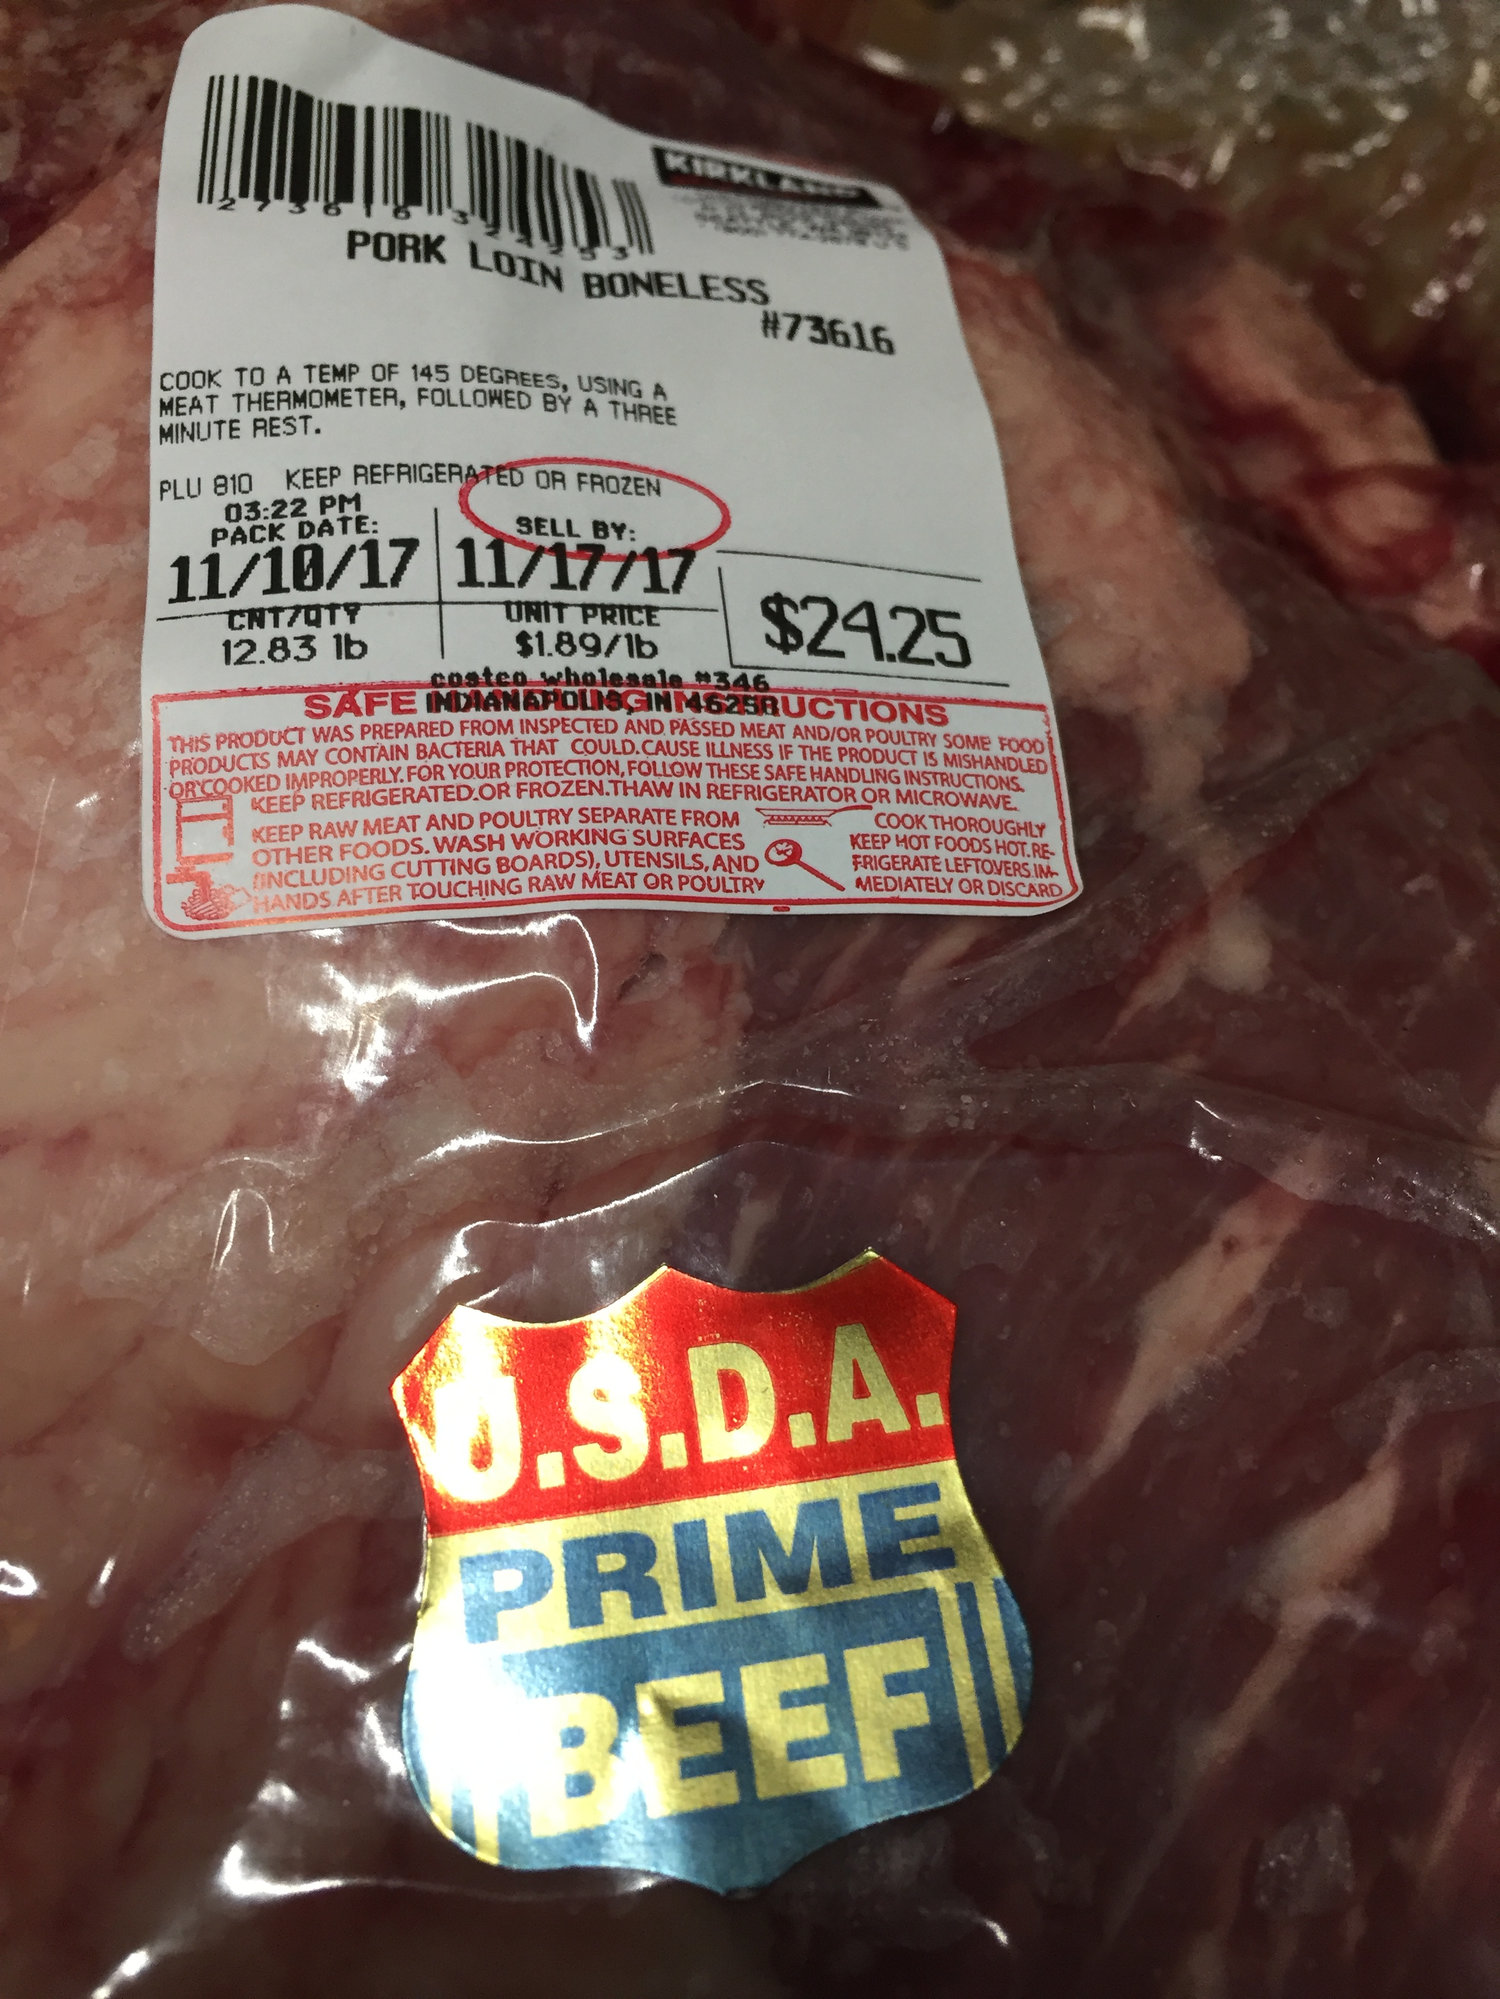 KIRKLAND
PORK LOIN BONELESS
#73616
COOK TO A TEMP OF 145 DEGREES, USING A
MEAT THERMOMETER, FOLLOWED BY A THREE
MINUTE REST.
PLU 810 KEEP REFRIGERATED OR FROZEN
03:22 PM
PACK DATE:
11/10/17
SELL BY:
11/17/17
CNT/QTY
12.83 lb
UNIT PRICE
$1.89/lb
$24.25
costco wholesale #346
INDIANAPOLIS, IN
SAFE
THIS PRODUCT WAS PREPARED FROM INSPECTED AND PASSED MEAT AND/OR POULTRY SOME FOOD
PRODUCTS MAY CONTAIN BACTERIA THAT COULD.CAUSE ILLNESS IF THE PRODUCT IS MISHANDLED
OR COOKED IMPROPERLY. FOR YOUR PROTECTION, FOLLOW THESE SAFE HANDLING INSTRUCTIONS.
KEEP REFRIGERATED.OR FROZEN.THAW IN REFRIGERATOR OR MICROWAVE.
KEEP RAW MEAT AND POULTRY SEPARATE FROM
OTHER FOODS. WASH WORKING SURFACES
(INCLUDING CUTTING BOARDS), UTENSILS, AND
HANDS AFTER TOUCHING RAW MEAT OR POULTRY
COOK THOROUGHLY
KEEP HOT FOODS HOT. RE-
FRIGERATE LEFTOVERS.IM-
MEDIATELY OR DISCARD
U.S.D.A.
PRIME
BEEF